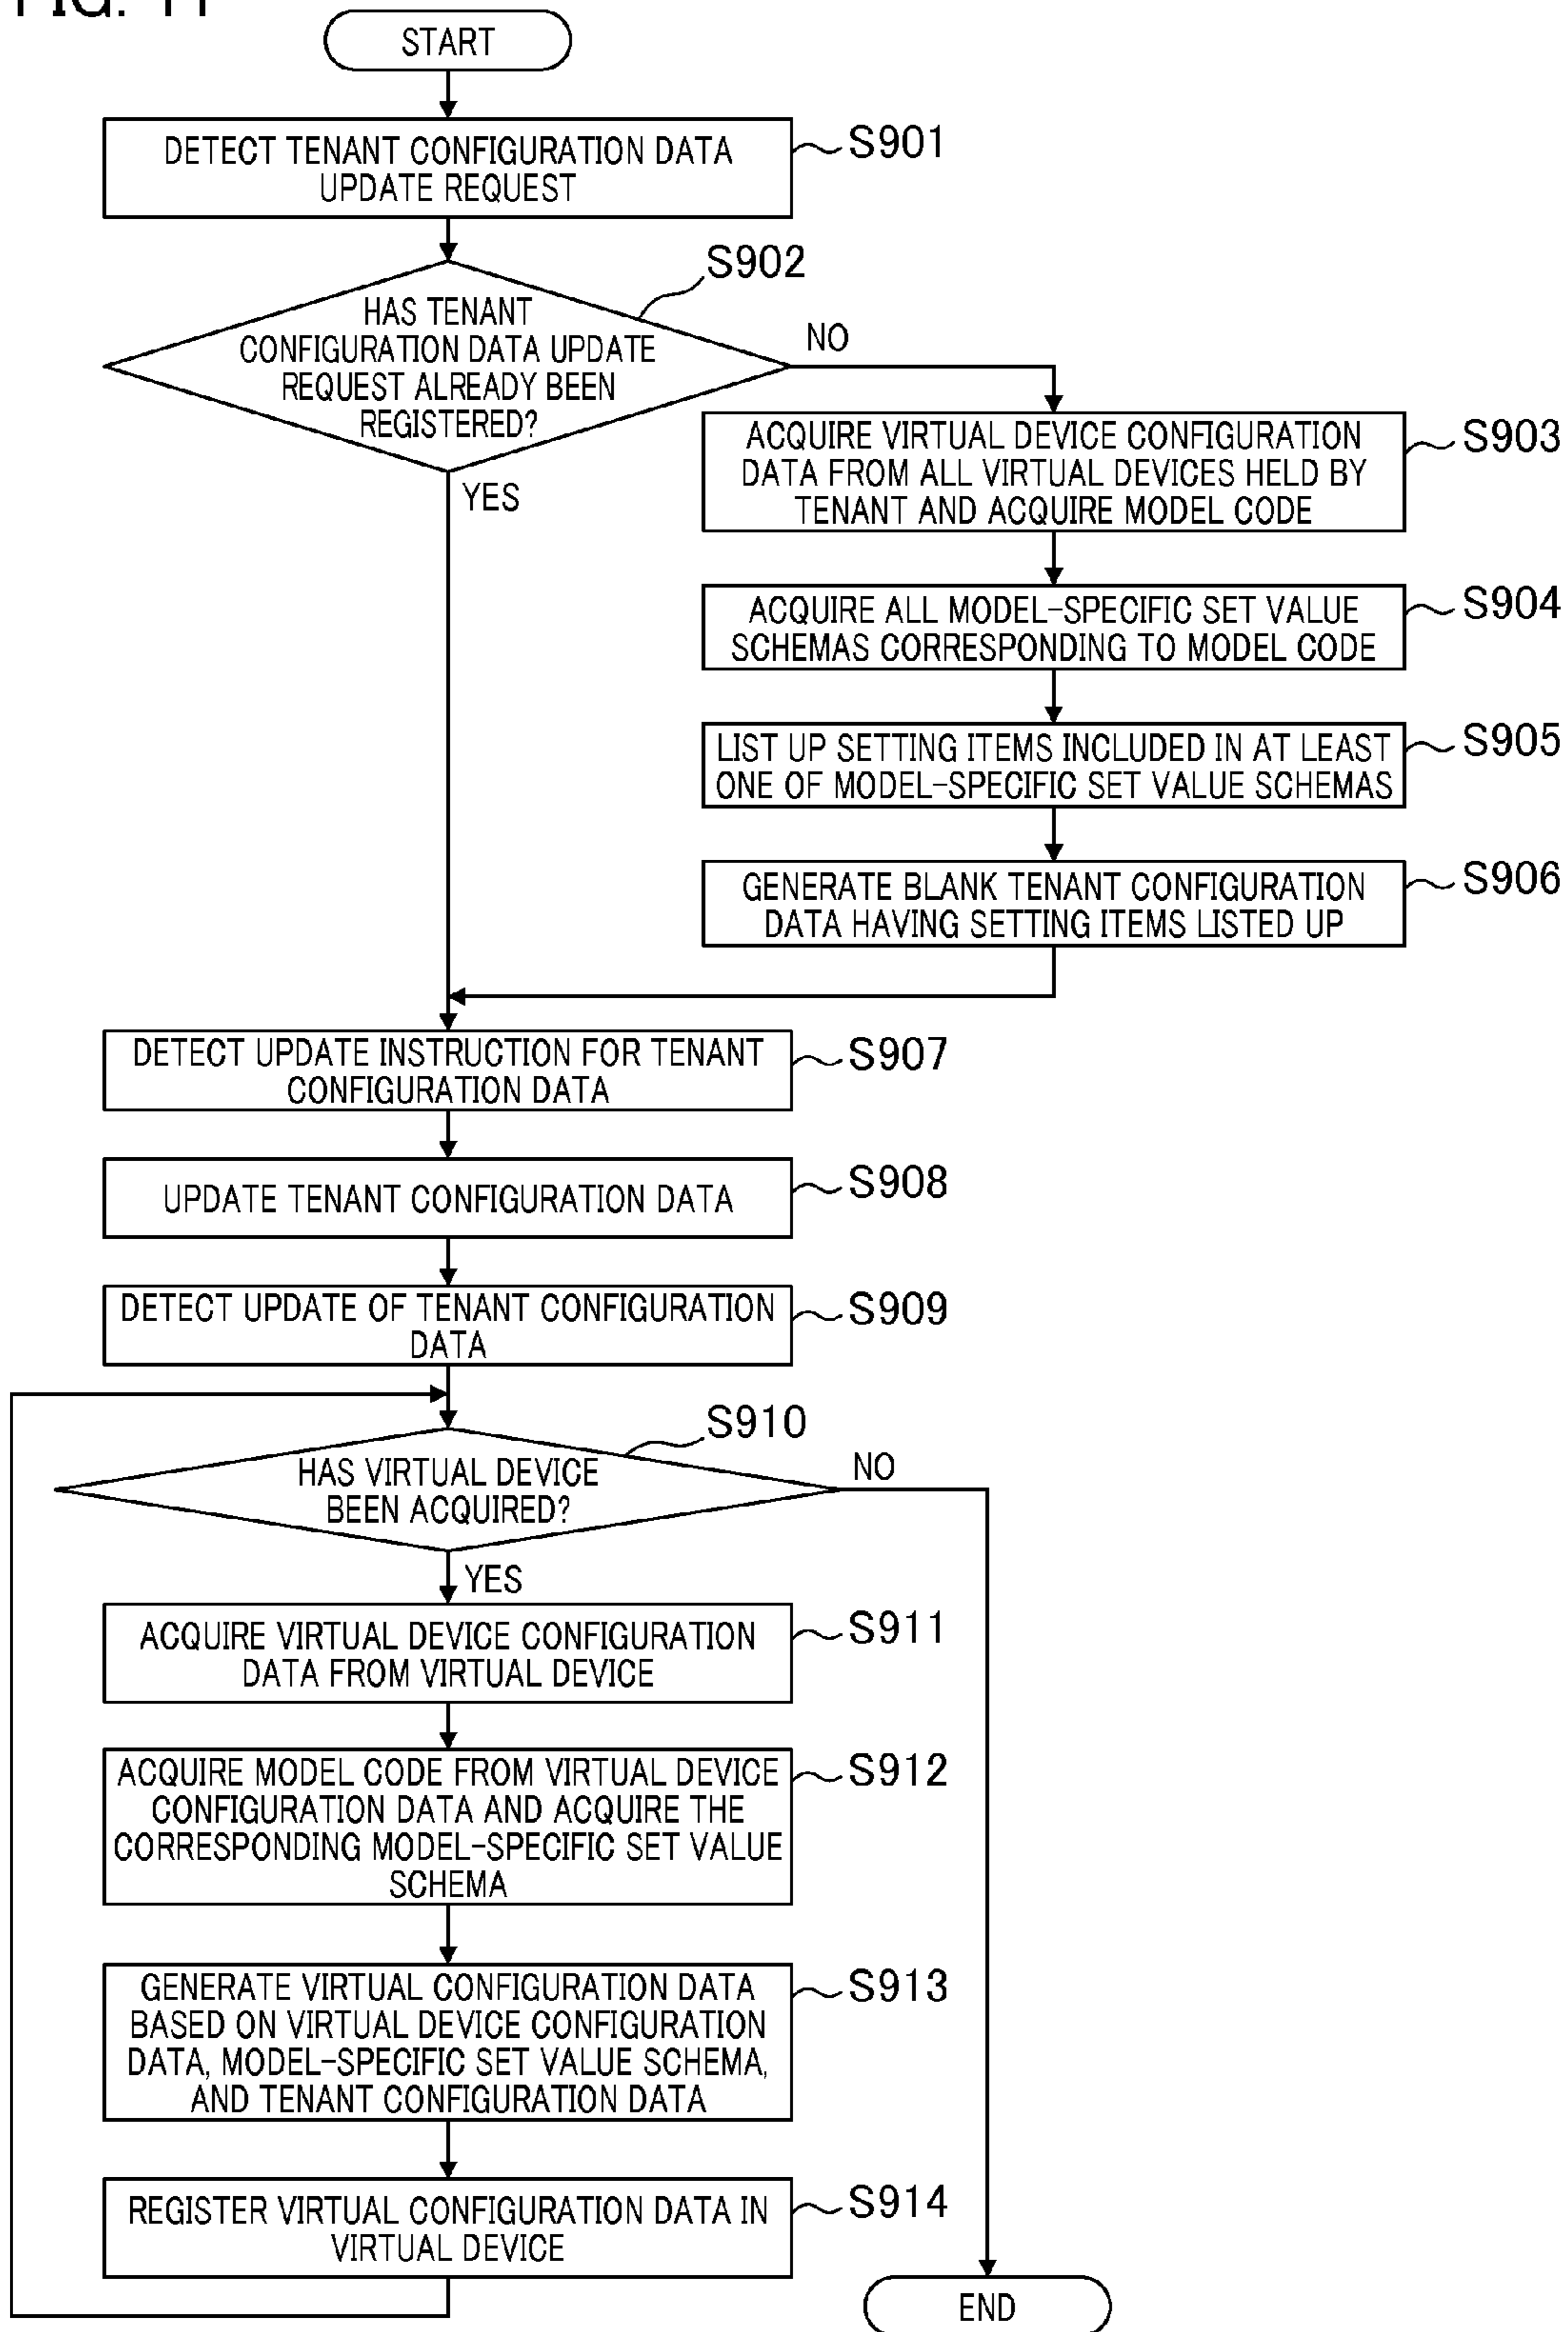 FIG. 11
START
DETECT TENANT CONFIGURATION DATA
UPDATE REQUEST
S901
S902
HAS TENANT
CONFIGURATION DATA UPDATE
REQUEST ALREADY BEEN
REGISTERED?
NO
YES
ACQUIRE VIRTUAL DEVICE CONFIGURATION
DATA FROM ALL VIRTUAL DEVICES HELD BY
TENANT AND ACQUIRE MODEL CODE
S903
ACQUIRE ALL MODEL-SPECIFIC SET VALUE
SCHEMAS CORRESPONDING TO MODEL CODE
S904
LIST UP SETTING ITEMS INCLUDED IN AT LEAST
ONE OF MODEL-SPECIFIC SET VALUE SCHEMAS
S905
GENERATE BLANK TENANT CONFIGURATION
DATA HAVING SETTING ITEMS LISTED UP
S906
DETECT UPDATE INSTRUCTION FOR TENANT
CONFIGURATION DATA
S907
UPDATE TENANT CONFIGURATION DATA
S908
DETECT UPDATE OF TENANT CONFIGURATION
DATA
S909
S910
HAS VIRTUAL DEVICE
BEEN ACQUIRED?
NO
YES
ACQUIRE VIRTUAL DEVICE CONFIGURATION
DATA FROM VIRTUAL DEVICE
S911
ACQUIRE MODEL CODE FROM VIRTUAL DEVICE
CONFIGURATION DATA AND ACQUIRE THE
CORRESPONDING MODEL-SPECIFIC SET VALUE
SCHEMA
S912
GENERATE VIRTUAL CONFIGURATION DATA
BASED ON VIRTUAL DEVICE CONFIGURATION
DATA, MODEL-SPECIFIC SET VALUE SCHEMA,
AND TENANT CONFIGURATION DATA
S913
REGISTER VIRTUAL CONFIGURATION DATA IN
VIRTUAL DEVICE
S914
END